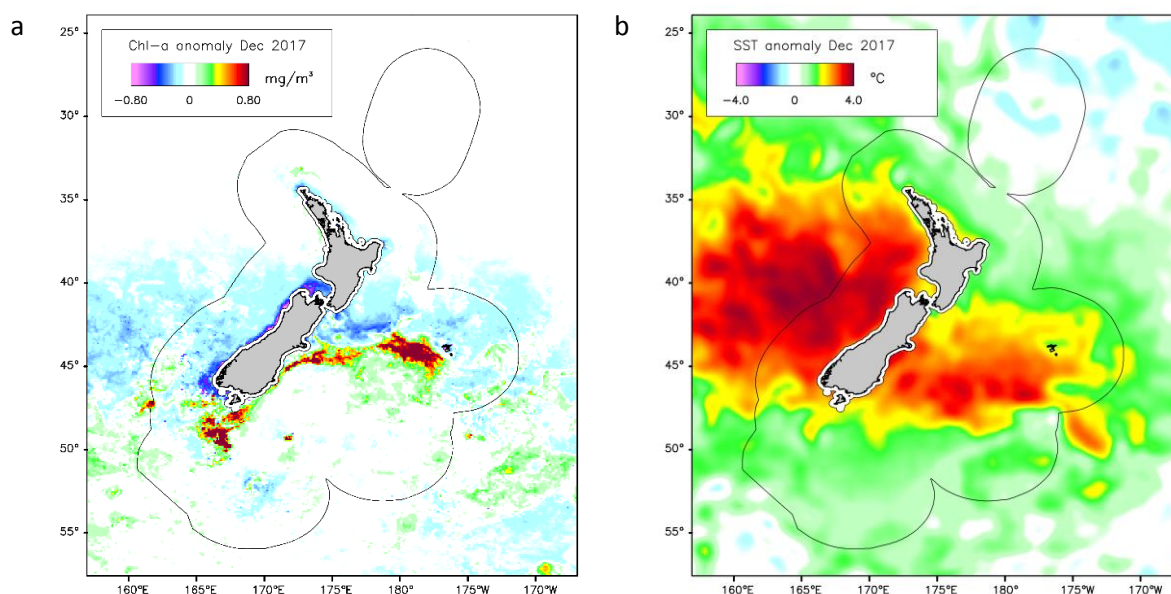 a
Chl-a anomaly Dec 2017
mg/m³
-0.80 0 0.80
25°
30°
35°
40°
45°
50°
55°
160°E 165°E 170°E 175°E 180° 175°W 170°W
b
SST anomaly Dec 2017
°C
-4.0 0 4.0
25°
30°
35°
40°
45°
50°
55°
160°E 165°E 170°E 175°E 180° 175°W 170°W